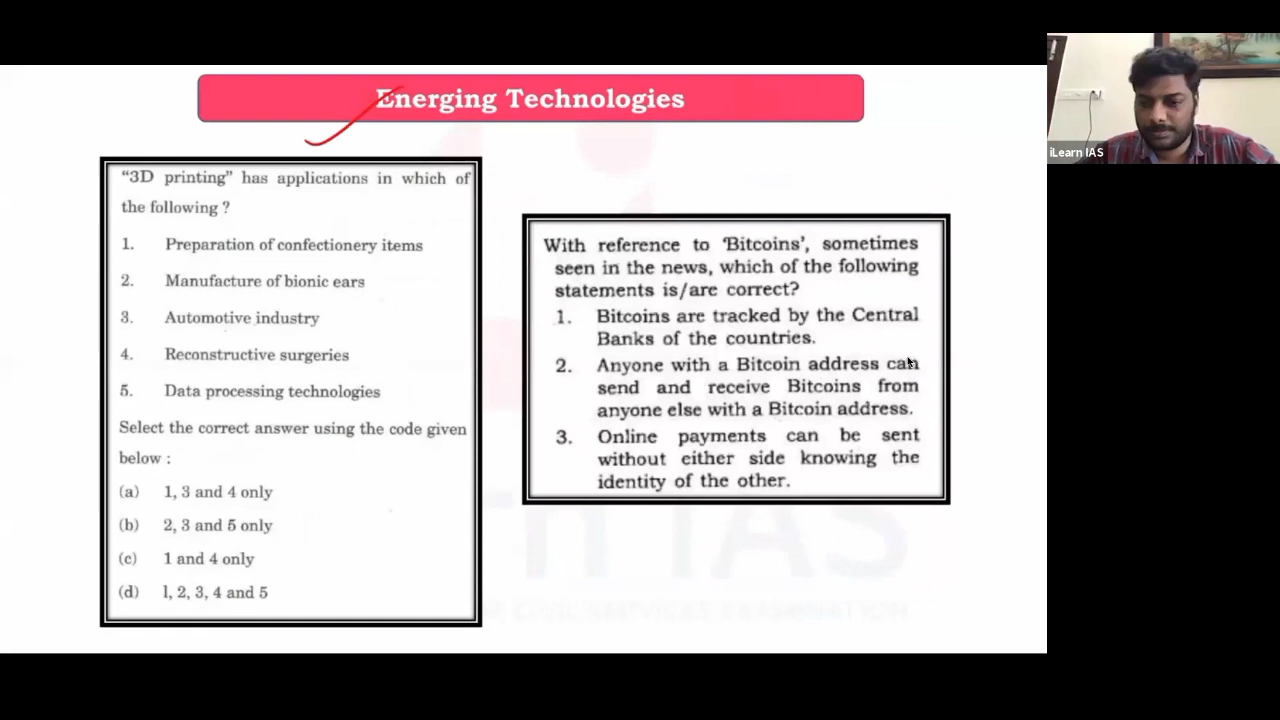 Energing Technologies
iLearn IAS
“3D printing” has applications in which of
the following ?
1. Preparation of confectionery items
2. Manufacture of bionic ears
3. Automotive industry
4. Reconstructive surgeries
5. Data processing technologies
Select the correct answer using the code given
below :
(a) 1, 3 and 4 only
(b) 2, 3 and 5 only
(c) 1 and 4 only
(d) 1, 2, 3, 4 and 5
With reference to ‘Bitcoins’, sometimes
seen in the news, which of the following
statements is/are correct?
1. Bitcoins are tracked by the Central
Banks of the countries.
2. Anyone with a Bitcoin address can
send and receive Bitcoins from
anyone else with a Bitcoin address.
3. Online payments can be sent
without either side knowing the
identity of the other.